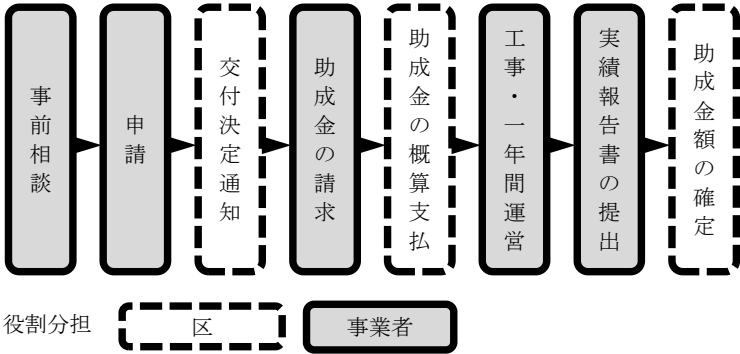 事前相談
申請
交付決定通知
助成金の請求
助成金の概算支払
工事・一年間運営
実績報告書の提出
助成金額の確定
役割分担
区
事業者